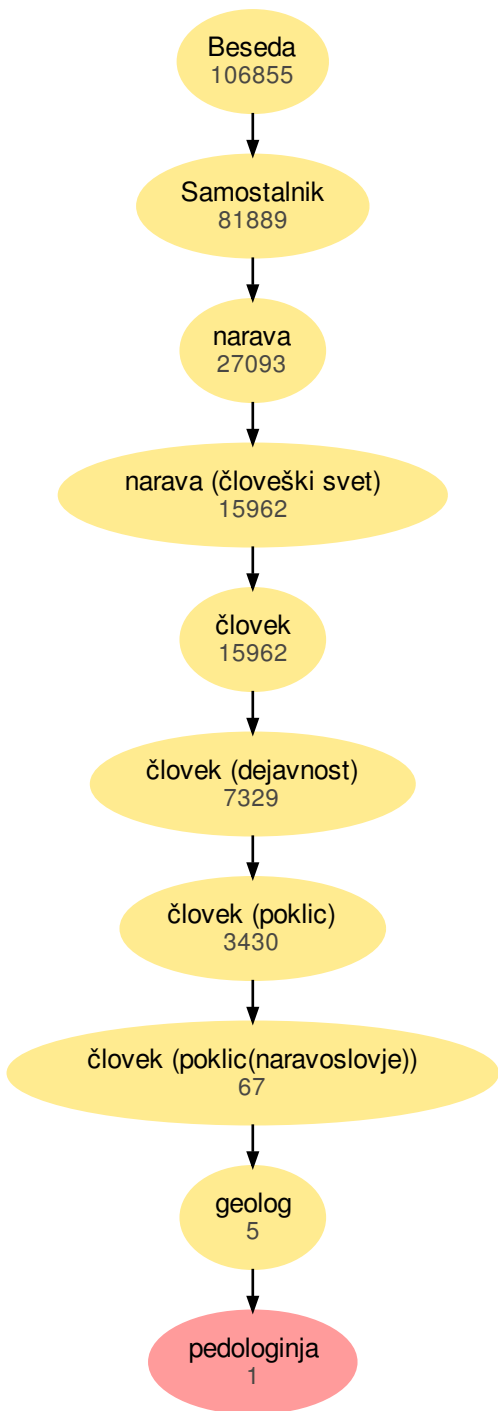 Beseda
106855
Samostalnik
81889
narava
27093
narava (človeški svet)
15962
človek
15962
človek (dejavnost)
7329
človek (poklic)
3430
človek (poklic(naravoslovje))
67
geolog
5
pedologinja
1